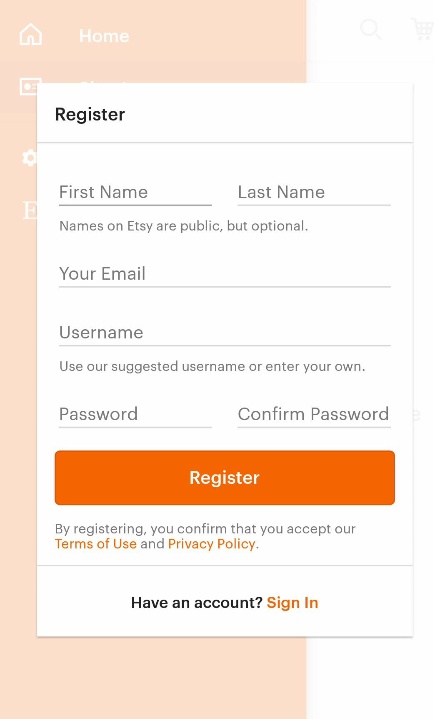 Home
Register
First Name Last Name
Names on Etsy are public, but optional.
Your Email
Username
Use our suggested username or enter your own.
Password Confirm Password
Register
By registering, you confirm that you accept our
Terms of Use and Privacy Policy.
Have an account? Sign In